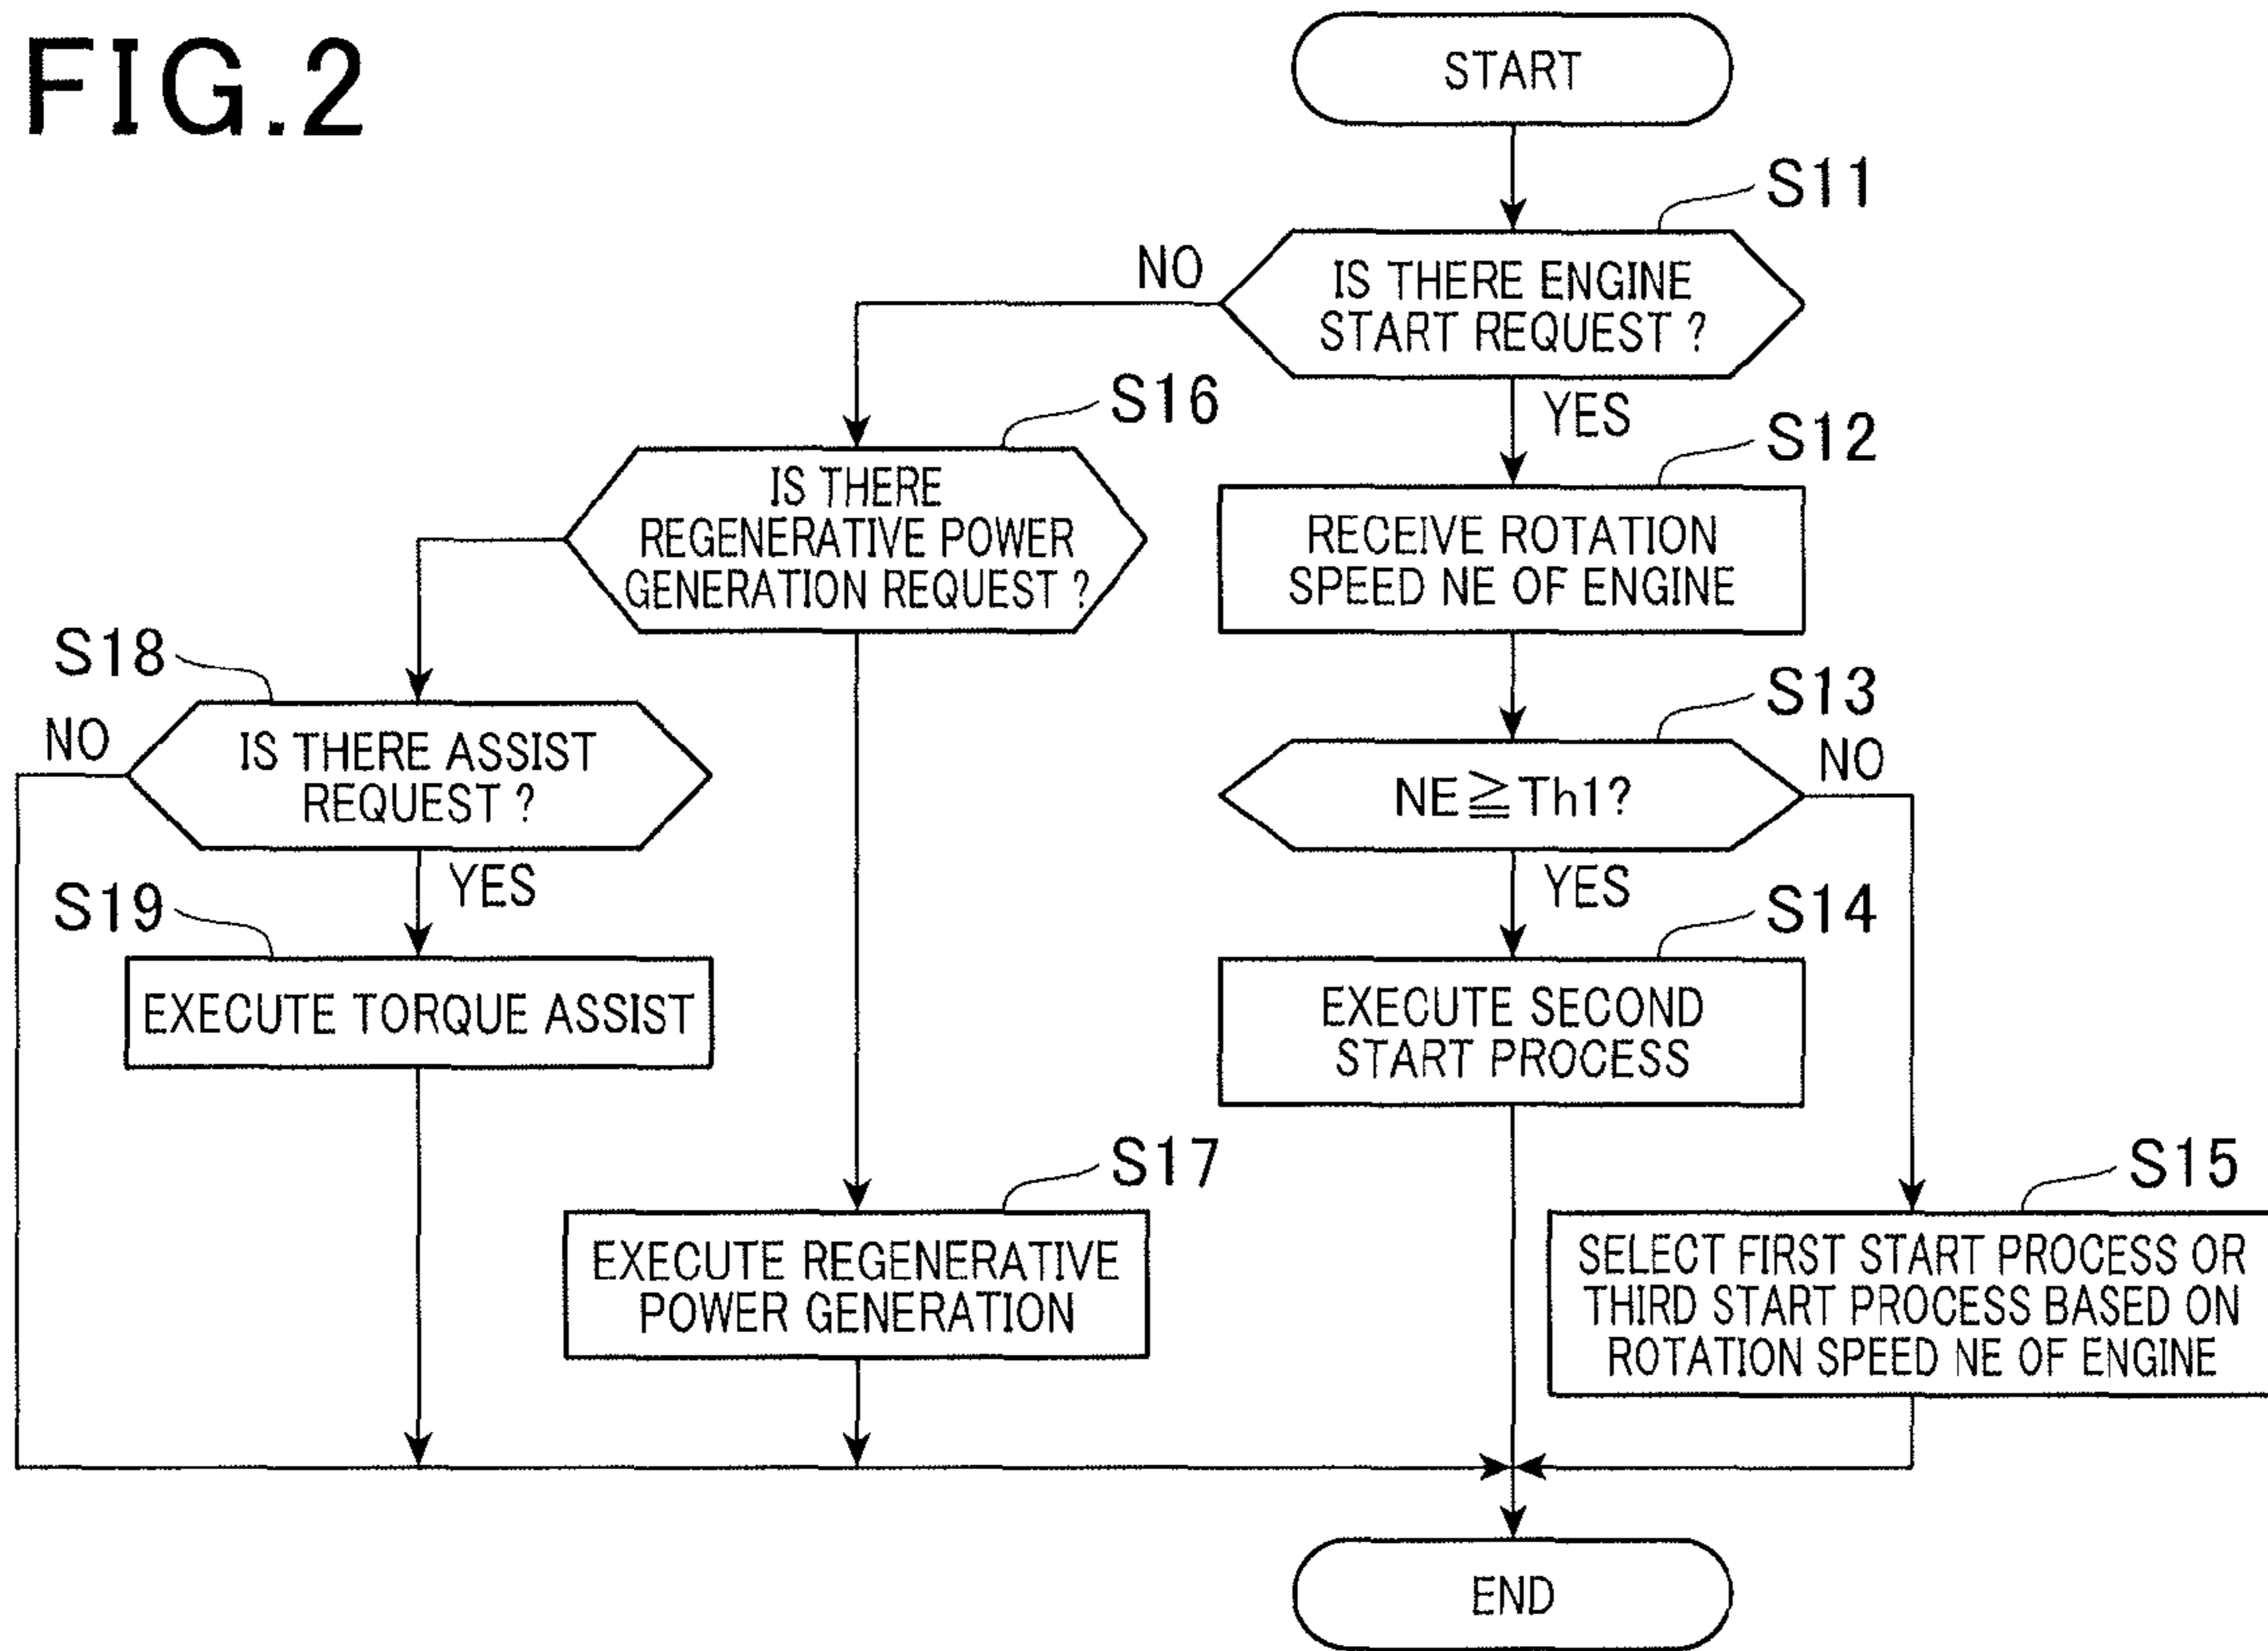 FIG.2
START
S11
NO
IS THERE ENGINE
START REQUEST ?
YES
S16
S12
IS THERE
REGENERATIVE POWER
GENERATION REQUEST ?
RECEIVE ROTATION
SPEED NE OF ENGINE
S18
S13
NO
IS THERE ASSIST
REQUEST ?
NE≧Th1?
NO
YES
YES
S19
S14
EXECUTE TORQUE ASSIST
EXECUTE SECOND
START PROCESS
S17
S15
EXECUTE REGENERATIVE
POWER GENERATION
SELECT FIRST START PROCESS OR
THIRD START PROCESS BASED ON
ROTATION SPEED NE OF ENGINE
END